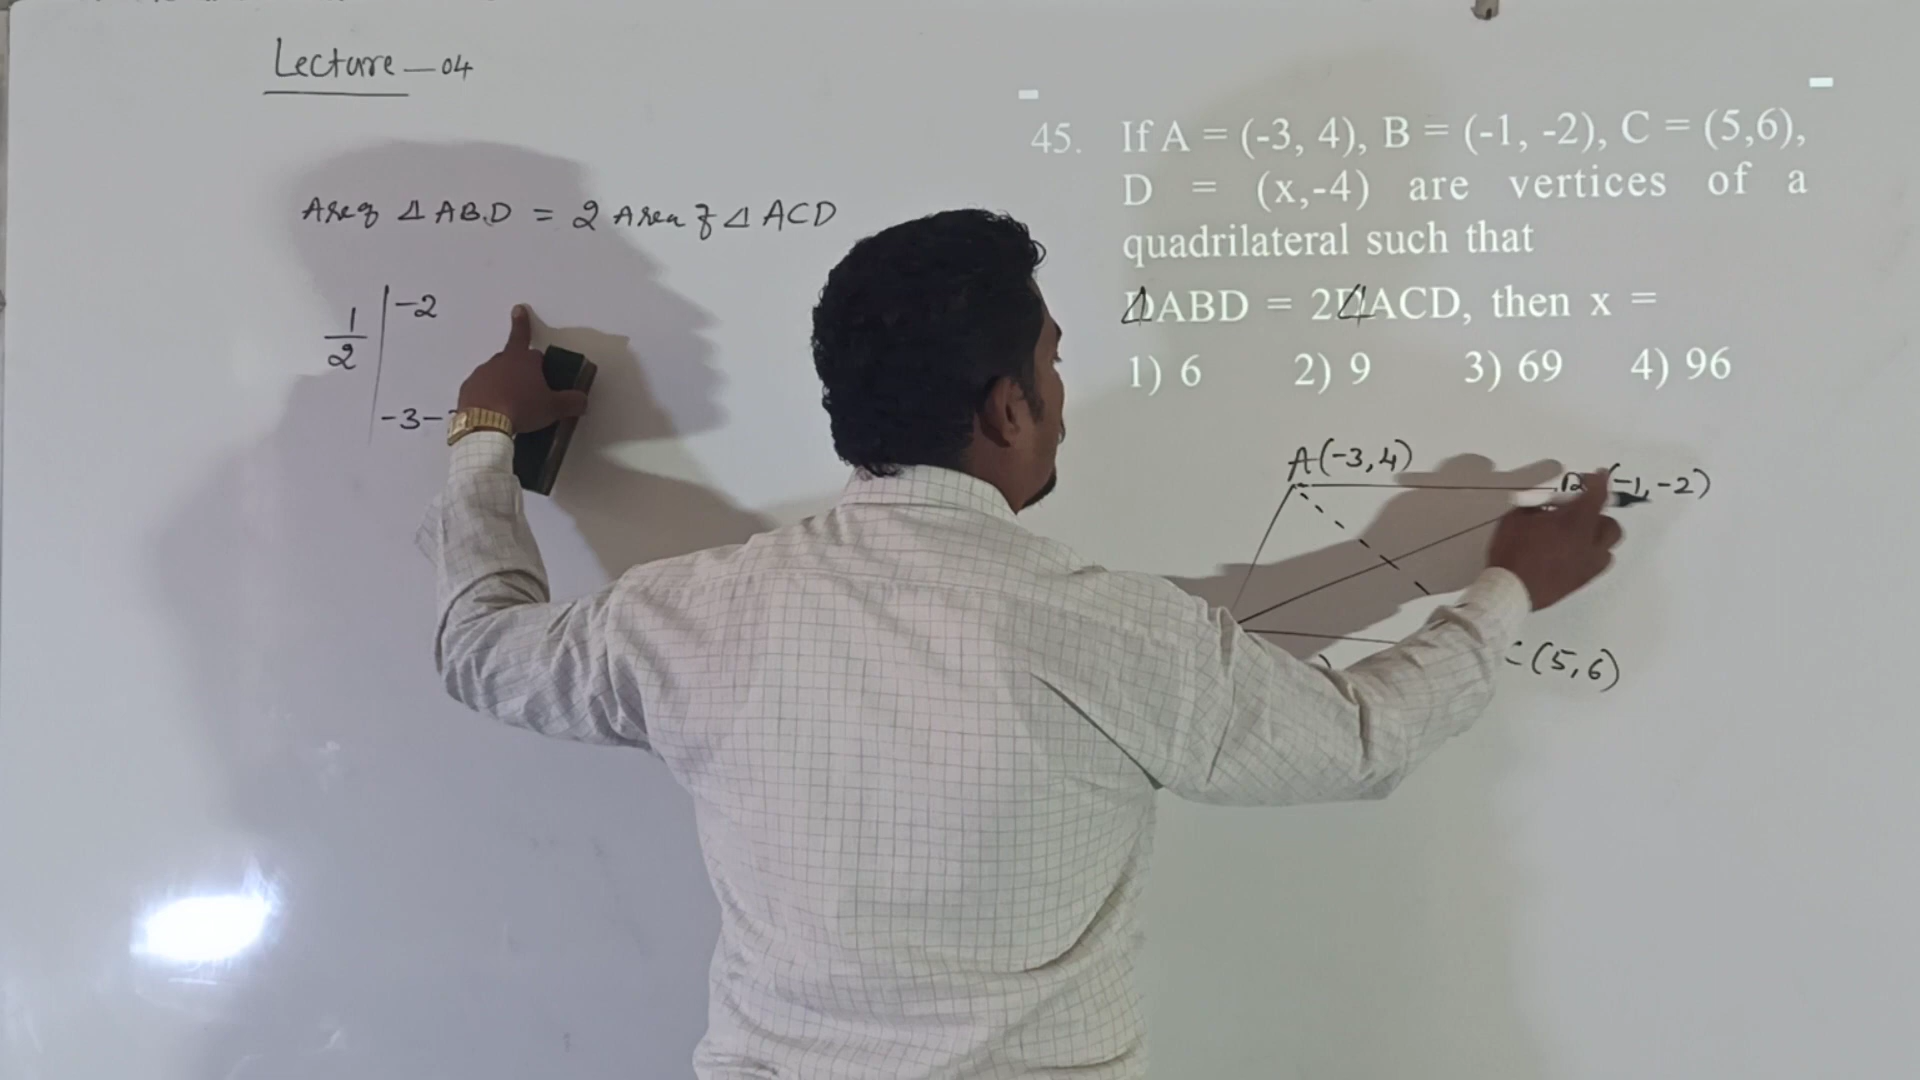 Lecture - 04
Area of △ ABD = 2 Area of △ ACD
1/2 | -2
-3-
45. If A = (-3, 4), B = (-1, -2), C = (5,6),
D = (x,-4) are vertices of a
quadrilateral such that
△ABD = 2△ACD, then x =
1) 6 2) 9 3) 69 4) 96
A(-3,4)
(-1,-2)
(5,6)